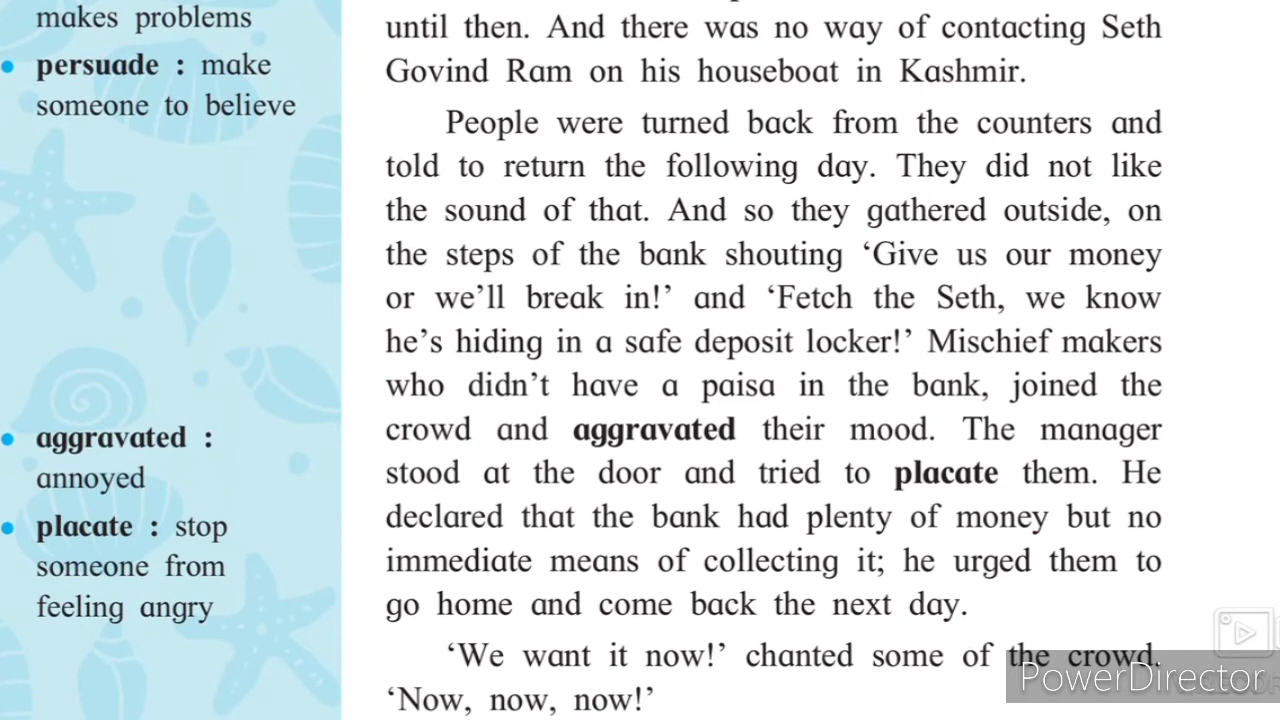 makes problems
persuade : make
someone to believe
aggravated :
annoyed
placate : stop
someone from
feeling angry
until then. And there was no way of contacting Seth
Govind Ram on his houseboat in Kashmir.
People were turned back from the counters and
told to return the following day. They did not like
the sound of that. And so they gathered outside, on
the steps of the bank shouting ‘Give us our money
or we’ll break in!’ and ‘Fetch the Seth, we know
he’s hiding in a safe deposit locker!’ Mischief makers
who didn’t have a paisa in the bank, joined the
crowd and aggravated their mood. The manager
stood at the door and tried to placate them. He
declared that the bank had plenty of money but no
immediate means of collecting it; he urged them to
go home and come back the next day.
‘We want it now!’ chanted some of the crowd.
‘Now, now, now!’
PowerDirector